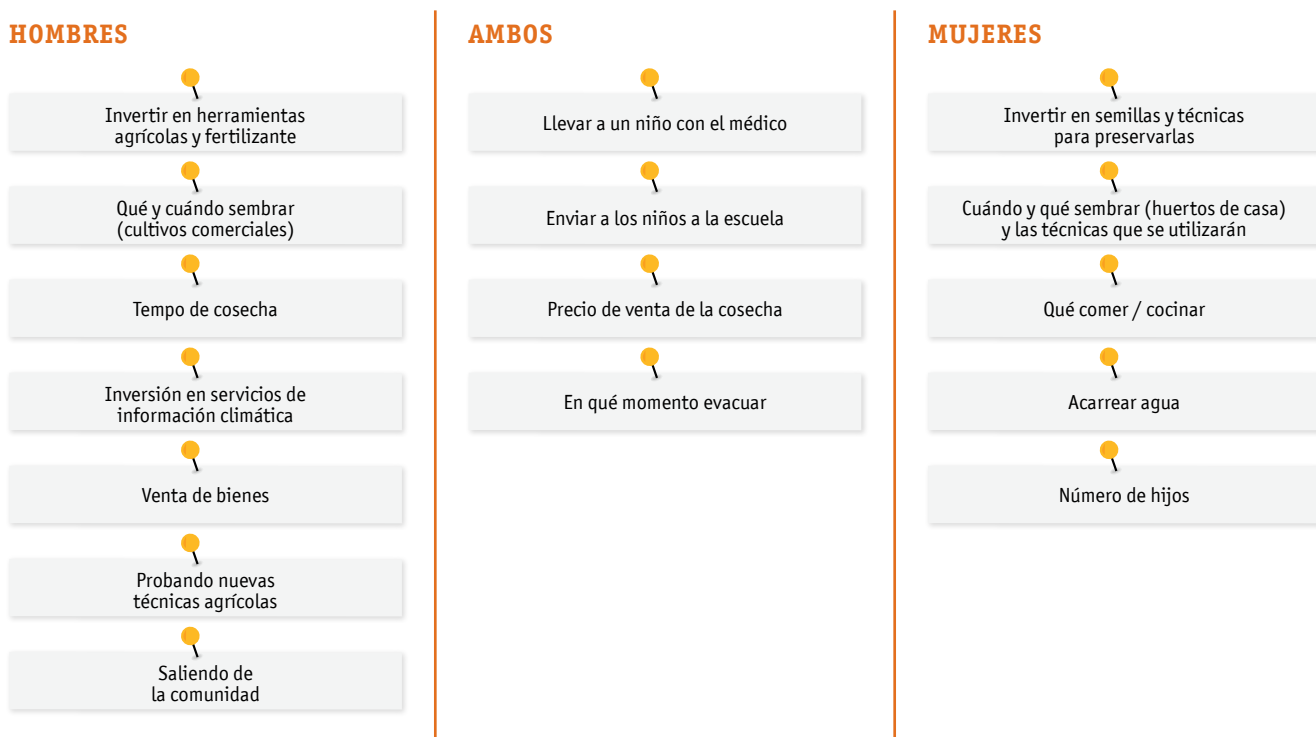 HOMBRES
Invertir en herramientas
agrícolas y fertilizante
Qué y cuándo sembrar
(cultivos comerciales)
Tempo de cosecha
Inversión en servicios de
información climática
Venta de bienes
Probando nuevas
técnicas agrícolas
Saliendo de
la comunidad
AMBOS
Llevar a un niño con el médico
Enviar a los niños a la escuela
Precio de venta de la cosecha
En qué momento evacuar
MUJERES
Invertir en semillas y técnicas
para preservarlas
Cuándo y qué sembrar (huertos de casa)
y las técnicas que se utilizarán
Qué comer / cocinar
Acarrear agua
Número de hijos